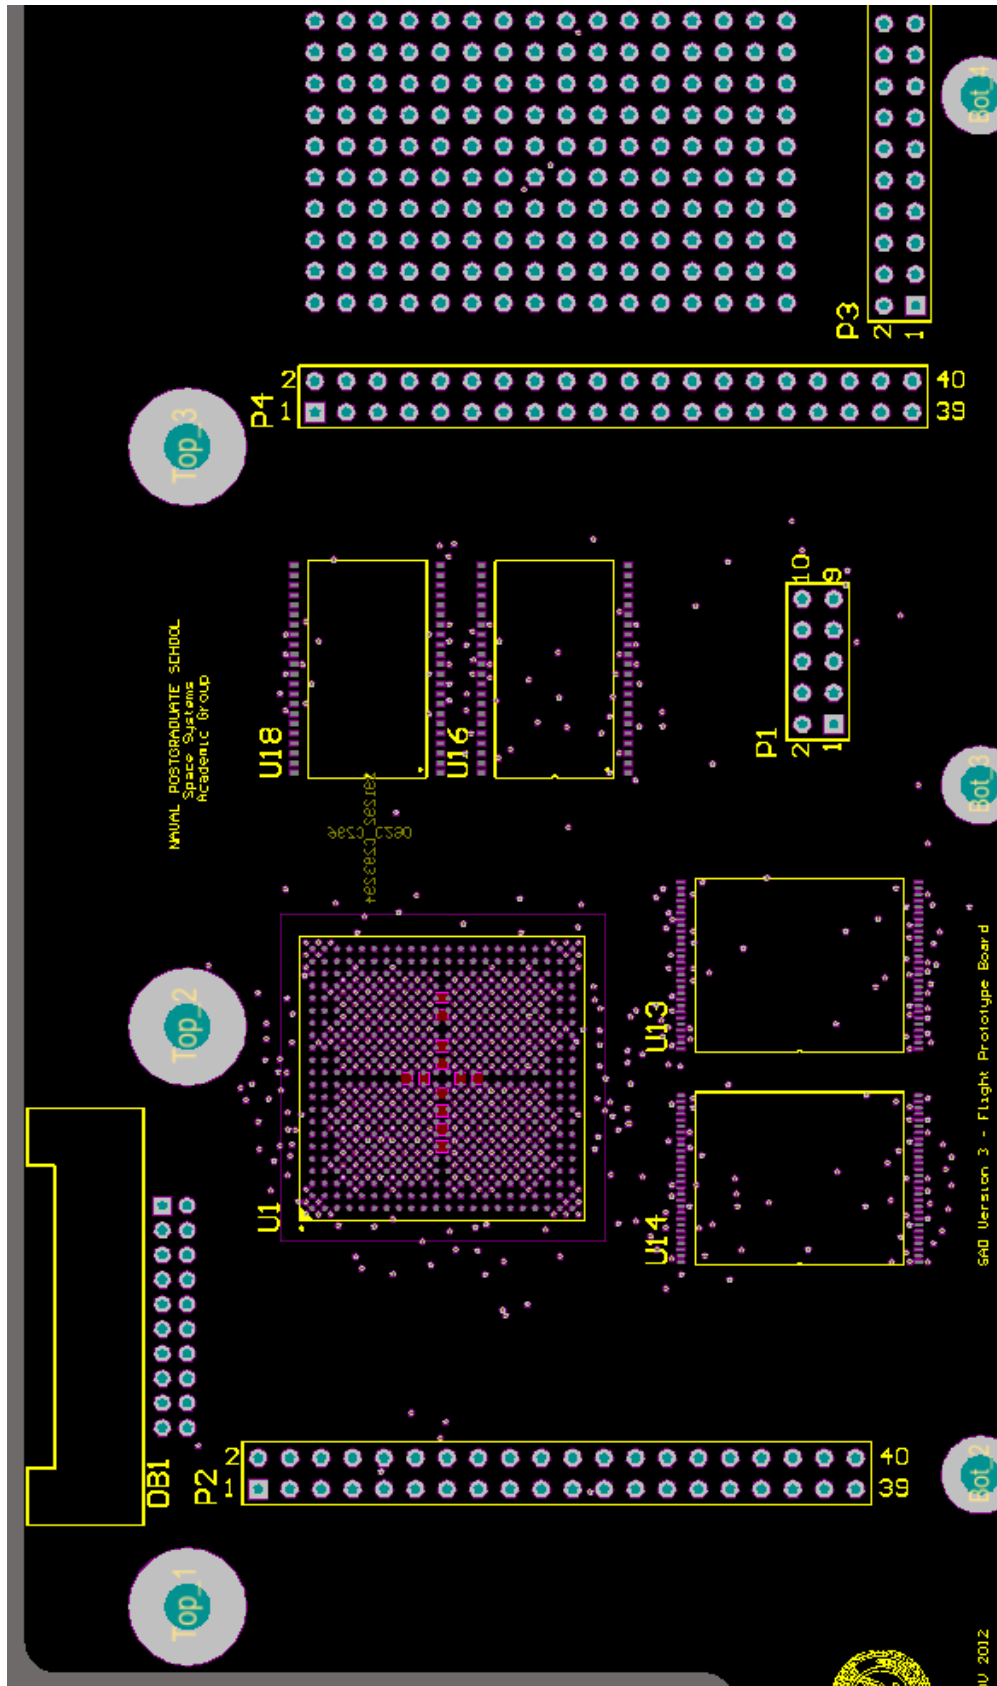 Bot_4
P3
2
1
2
1
40
39
P4
Top_3
10
9
P1
2
1
NAVAL POSTGRADUATE SCHOOL
Space Systems
Academic Group
U18
U16
Bot_3
U13
Top_2
SAD Version 3 - Flight Prototype Board
U1
U14
DB1
P2
2
1
40
39
Bot_2
Top_1
2012